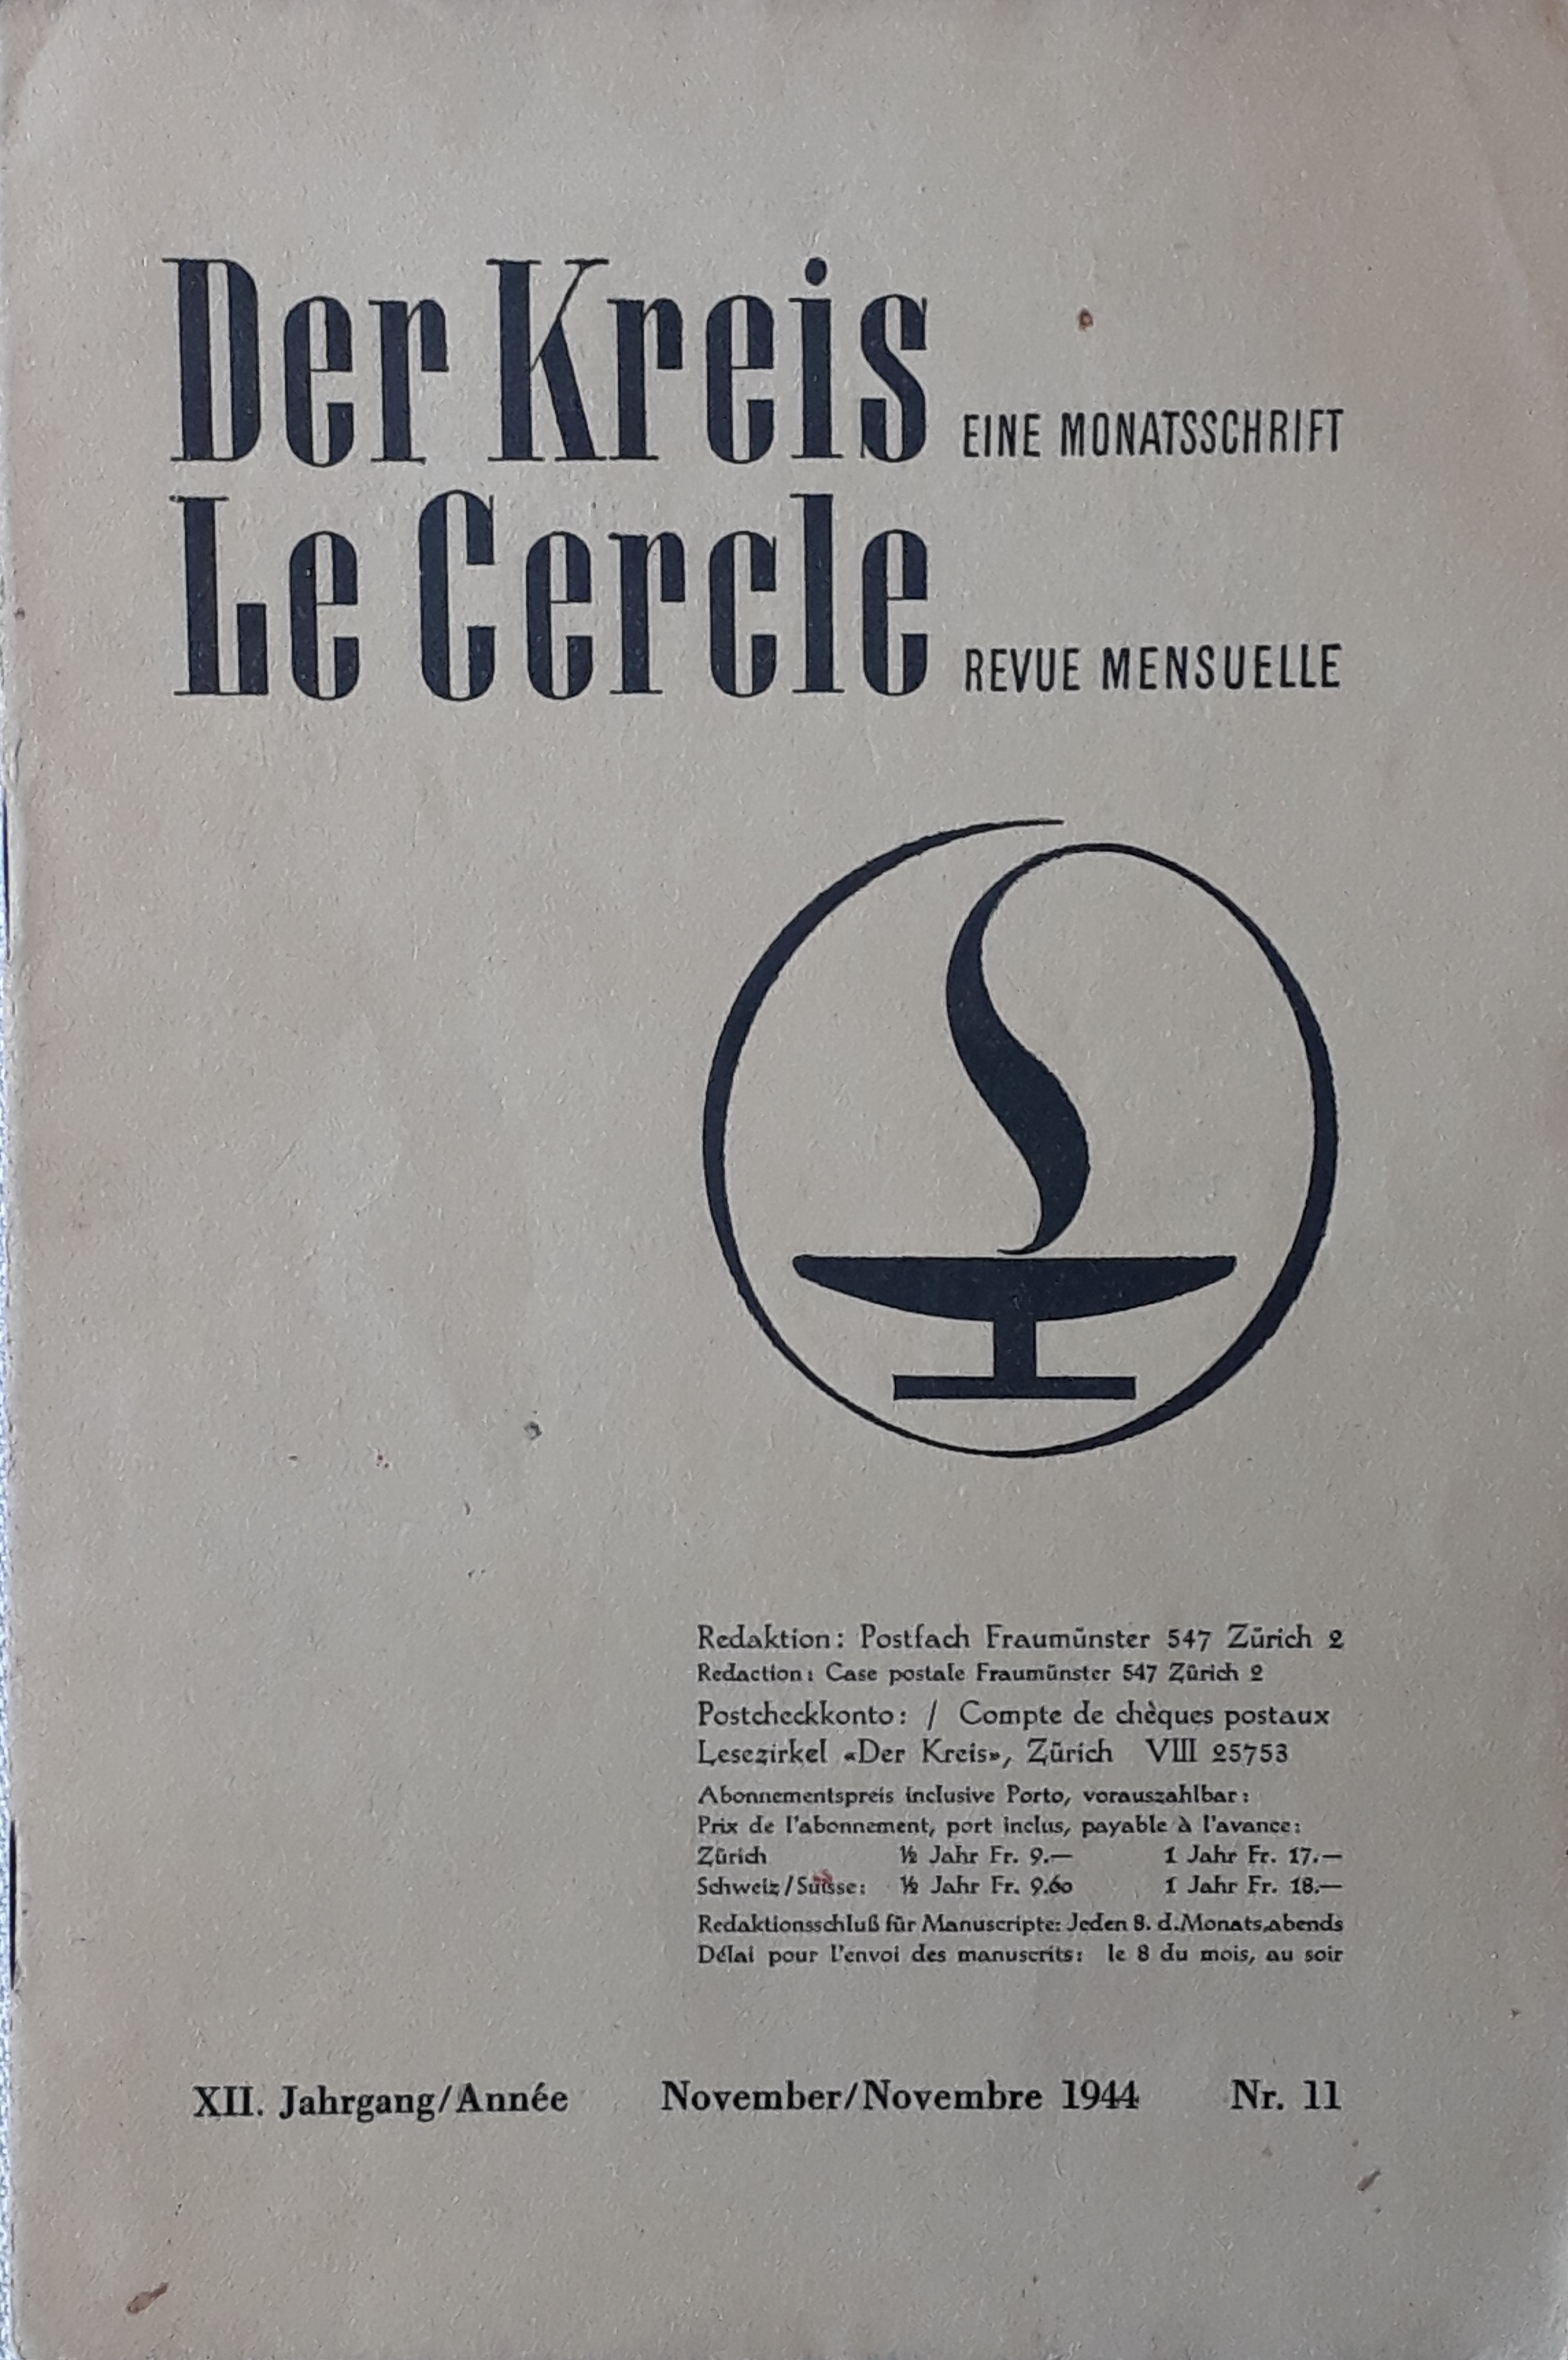 Der Kreis EINE MONATSSCHRIFT
Le Cercle REVUE MENSUELLE
Redaktion: Postfach Fraumünster 547 Zürich 2
Redaction: Case postale Fraumünster 547 Zürich 2
Postcheckkonto: / Compte de chèques postaux
Lesezirkel «Der Kreis», Zürich VIII 25753
Abonnementspreis inclusive Porto, vorauszahlbar:
Prix de l'abonnement, port inclus, payable à l'avance:
Zürich ½ Jahr Fr. 9.— 1 Jahr Fr. 17.—
Schweiz/Suisse: ½ Jahr Fr. 9.60 1 Jahr Fr. 18.—
Redaktionsschluß für Manuscripte: Jeden 8. d.Monats,abends
Délai pour l'envoi des manuscrits: le 8 du mois, au soir
XII. Jahrgang/Année November/Novembre 1944 Nr. 11